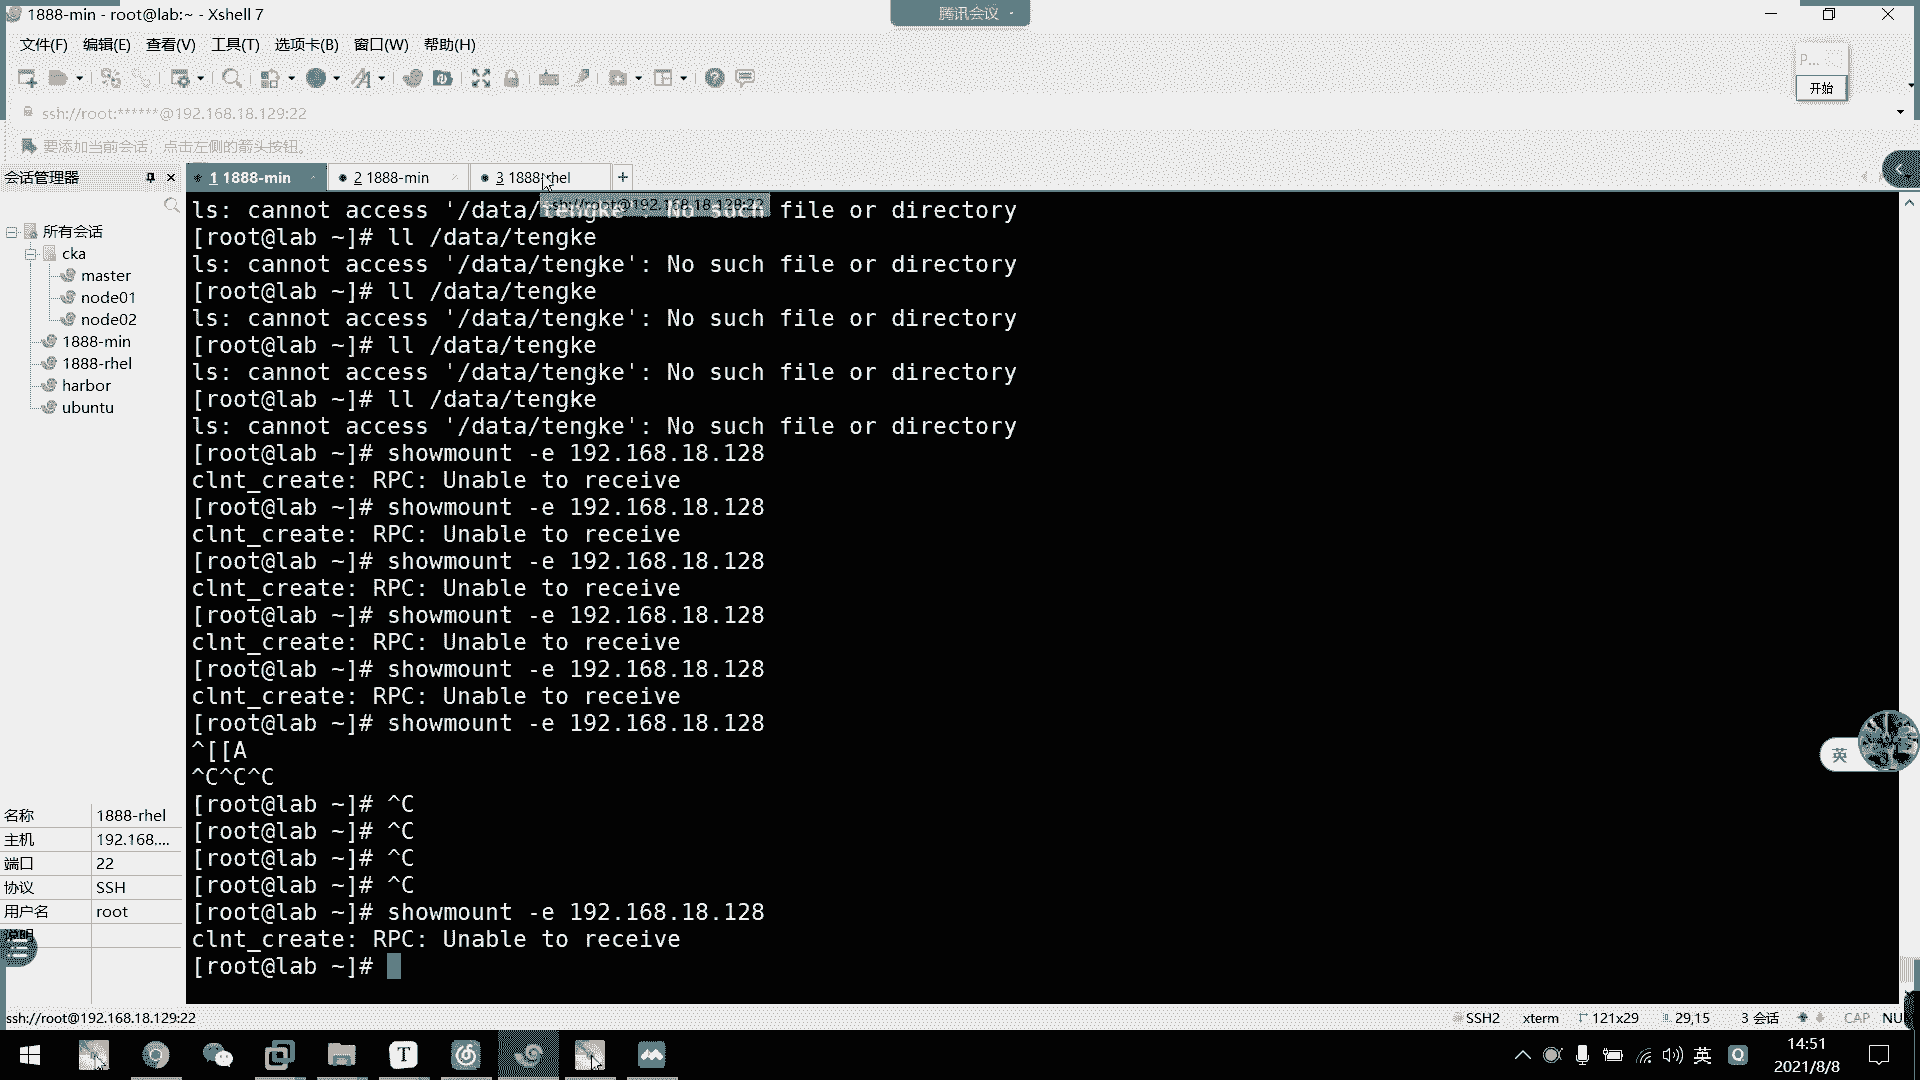 1888-min - root@lab:~ - Xshell 7
腾讯会议
文件(F) 编辑(E) 查看(V) 工具(T) 选项卡(B) 窗口(W) 帮助(H)
P...
开始
ssh://root:******@192.168.18.129:22
要添加当前会话，点击左侧的箭头按钮。
会话管理器
1 1888-min
2 1888-min
3 1888-rhel
ssh://root@192.168.18.128:22
所有会话
cka
master
node01
node02
1888-min
1888-rhel
harbor
ubuntu
ls: cannot access '/data/tengke': No such file or directory
[root@lab ~]# ll /data/tengke
ls: cannot access '/data/tengke': No such file or directory
[root@lab ~]# ll /data/tengke
ls: cannot access '/data/tengke': No such file or directory
[root@lab ~]# ll /data/tengke
ls: cannot access '/data/tengke': No such file or directory
[root@lab ~]# ll /data/tengke
ls: cannot access '/data/tengke': No such file or directory
[root@lab ~]# showmount -e 192.168.18.128
clnt_create: RPC: Unable to receive
[root@lab ~]# showmount -e 192.168.18.128
clnt_create: RPC: Unable to receive
[root@lab ~]# showmount -e 192.168.18.128
clnt_create: RPC: Unable to receive
[root@lab ~]# showmount -e 192.168.18.128
clnt_create: RPC: Unable to receive
[root@lab ~]# showmount -e 192.168.18.128
clnt_create: RPC: Unable to receive
[root@lab ~]# showmount -e 192.168.18.128
^[[A
^C^C^C
[root@lab ~]# ^C
[root@lab ~]# ^C
[root@lab ~]# ^C
[root@lab ~]# ^C
[root@lab ~]# showmount -e 192.168.18.128
clnt_create: RPC: Unable to receive
[root@lab ~]#
英
名称 1888-rhel
主机 192.168....
端口 22
协议 SSH
用户名 root
说明
ssh://root@192.168.18.129:22
SSH2 xterm 121x29 29,15 3 会话 CAP NU
T
英
Q
14:51
2021/8/8